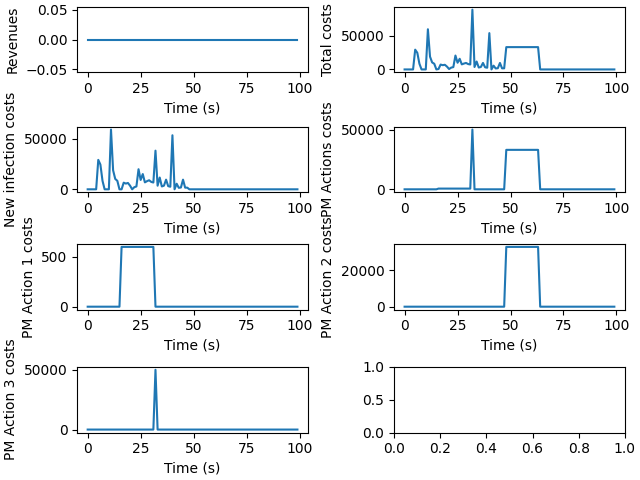 Revenues
0.05
0.00
−0.05
0 25 50 75 100
Time (s)
Total costs
50000
0
0 25 50 75 100
Time (s)
New infection costs
50000
0
0 25 50 75 100
Time (s)
PM Actions costs
50000
0
0 25 50 75 100
Time (s)
PM Action 1 costs
500
0
0 25 50 75 100
Time (s)
PM Action 2 costs
20000
0
0 25 50 75 100
Time (s)
PM Action 3 costs
50000
0
0 25 50 75 100
Time (s)
1.0
0.5
0.0
0.0 0.2 0.4 0.6 0.8 1.0